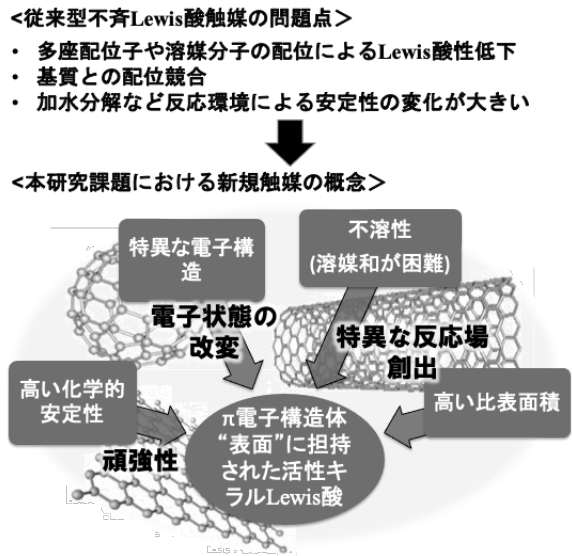 <従来型不斉Lewis酸触媒の問題点>
• 多座配位子や溶媒分子の配位によるLewis酸性低下
• 基質との配位競合
• 加水分解など反応環境による安定性の変化が大きい
<本研究課題における新規触媒の概念>
特異な電子構
造
不溶性
(溶媒和が困難)
電子状態の
改変
特異な反応場
創出
高い化学的
安定性
高い比表面積
頑強性
π電子構造体
“表面”に担持
された活性キ
ラルLewis酸